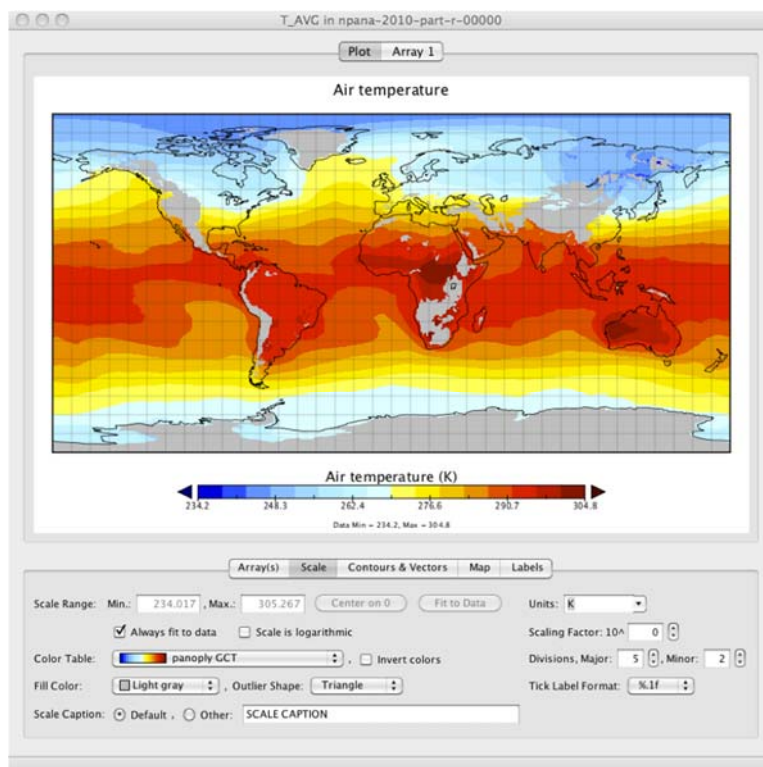 T_AVG in npana-2010-part-r-00000
Plot Array 1
Air temperature
Air temperature (K)
234.2 248.3 262.4 276.6 290.7 304.8
Data Min = 234.2, Max = 304.8
Array(s) Scale Contours & Vectors Map Labels
Scale Range: Min.: 234.017 , Max.: 305.267 Center on 0 Fit to Data Units: K
Always fit to data Scale is logarithmic Scaling Factor: 10^ 0
Color Table: panoply GCT , Invert colors Divisions, Major: 5 , Minor: 2
Fill Color: Light gray , Outlier Shape: Triangle Tick Label Format: %.1f
Scale Caption: Default , Other: SCALE CAPTION